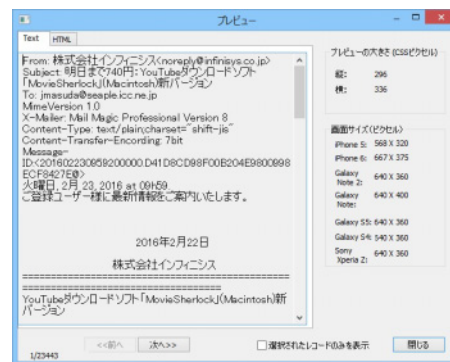 プレビュー
Text HTML
From: 株式会社インフィニシス<noreply@infinisys.co.jp>
Subject: 明日まで740円：YouTubeダウンロードソフト
「MovieSherlock」(Macintosh)新バージョン
To: jmasuda@seaple.icc.ne.jp
MimeVersion 1.0
X-Mailer: Mail Magic Professional Version 8
Content-Type: text/plain;charset="shift-jis"
Content-Transfer-Encoding: 7bit
Message-
ID:<20160223095920000.D41D8CD98F00B204E9800998
ECF8427E@>
火曜日, 2月 23, 2016 at 09h59
ご登録ユーザー様に最新情報をご案内いたします。
2016年2月22日
株式会社インフィニシス
==================================================
=================================
YouTubeダウンロードソフト「MovieSherlock」(Macintosh)新
バージョン
プレビューの大きさ (CSSピクセル)
縦: 296
横: 336
画面サイズ(ピクセル)
iPhone 5: 568 X 320
iPhone 6: 667 X 375
Galaxy Note 2: 640 X 360
Galaxy Note: 640 X 400
Galaxy S5: 640 X 360
Galaxy S4: 540 X 360
Sony Xperia Z: 640 X 360
<<前へ 次へ>>
選択されたレコードのみを表示
閉じる
1/23443